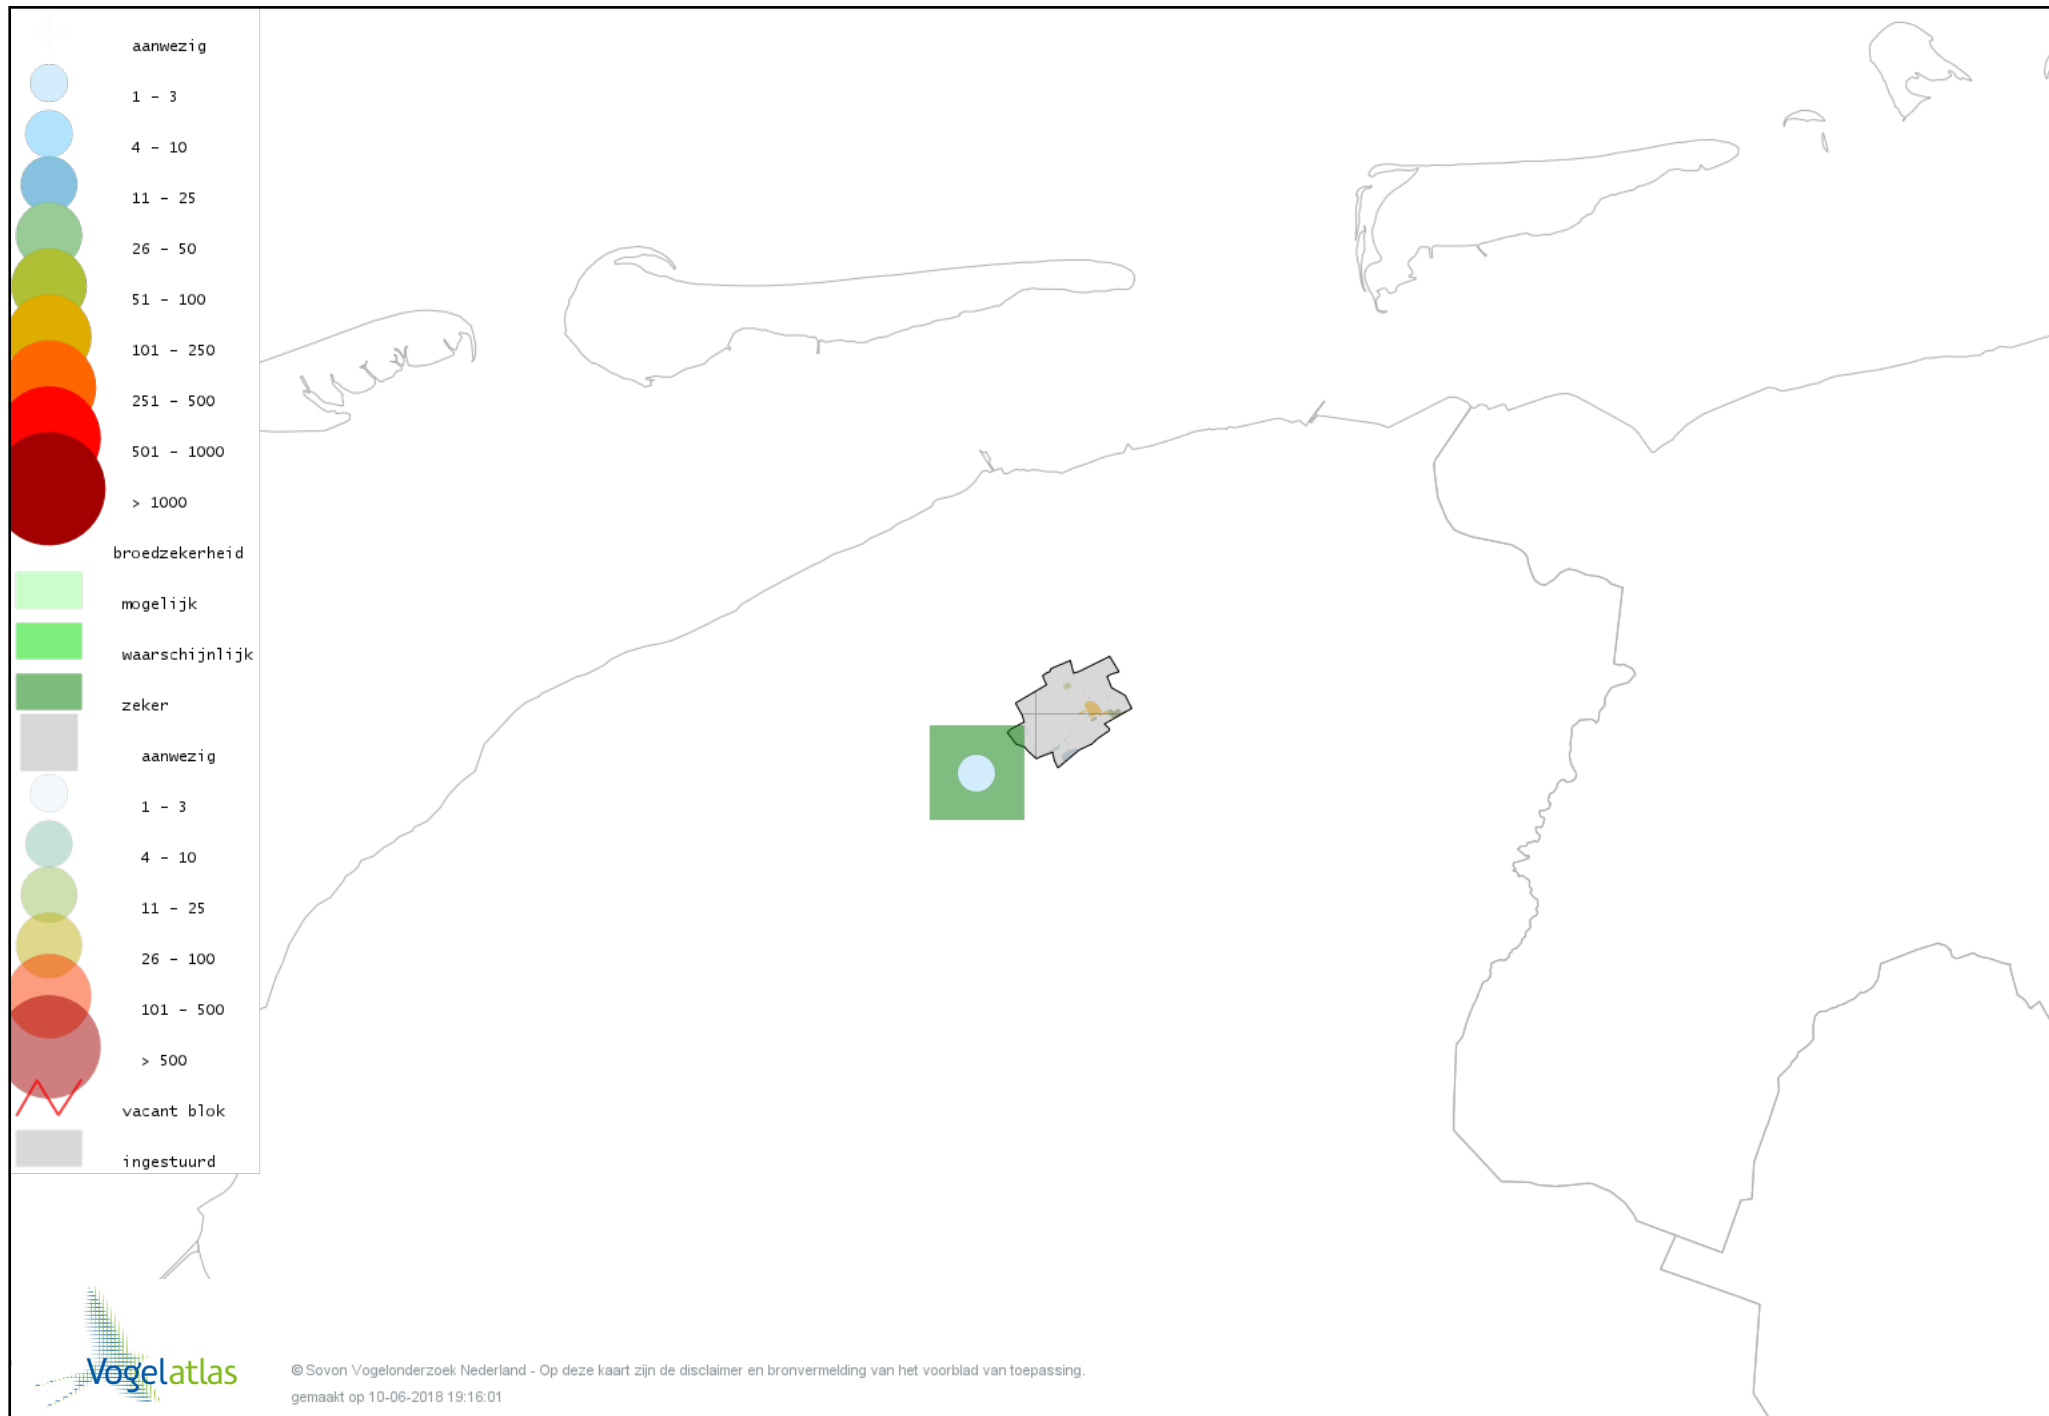 aanwezig
1 - 3
4 - 10
11 - 25
26 - 50
51 - 100
101 - 250
251 - 500
501 - 1000
> 1000
broedzekerheid
mogelijk
waarschijnlijk
zeker
aanwezig
1 - 3
4 - 10
11 - 25
26 - 100
101 - 500
> 500
vacant blok
ingestuurd
Vogelatlas
© Sovon Vogelonderzoek Nederland - Op deze kaart zijn de disclaimer en bronvermelding van het voorblad van toepassing.
gemaakt op 10-06-2018 19:16:01